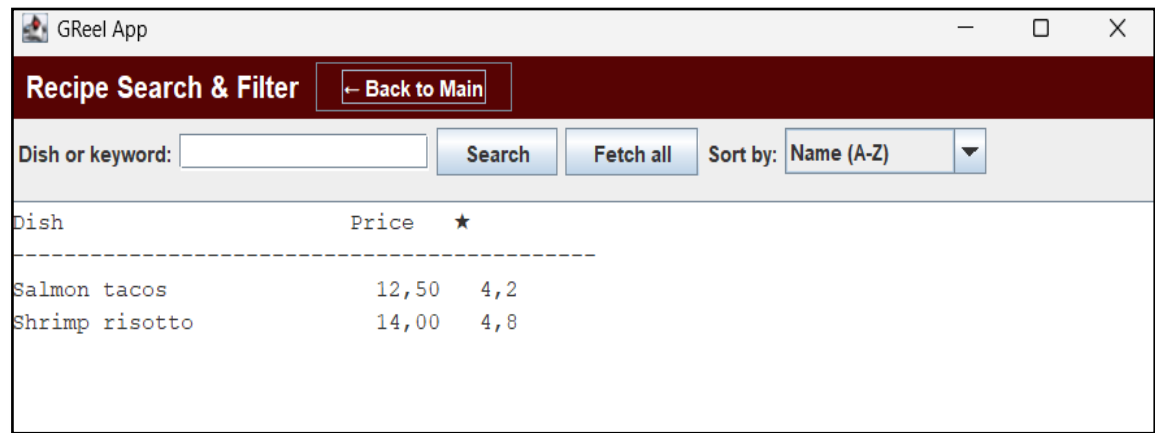 GReel App
Recipe Search & Filter ← Back to Main
Dish or keyword: Search Fetch all Sort by: Name (A-Z)
Dish Price ★
----------------------------------------------
Salmon tacos 12,50 4,2
Shrimp risotto 14,00 4,8